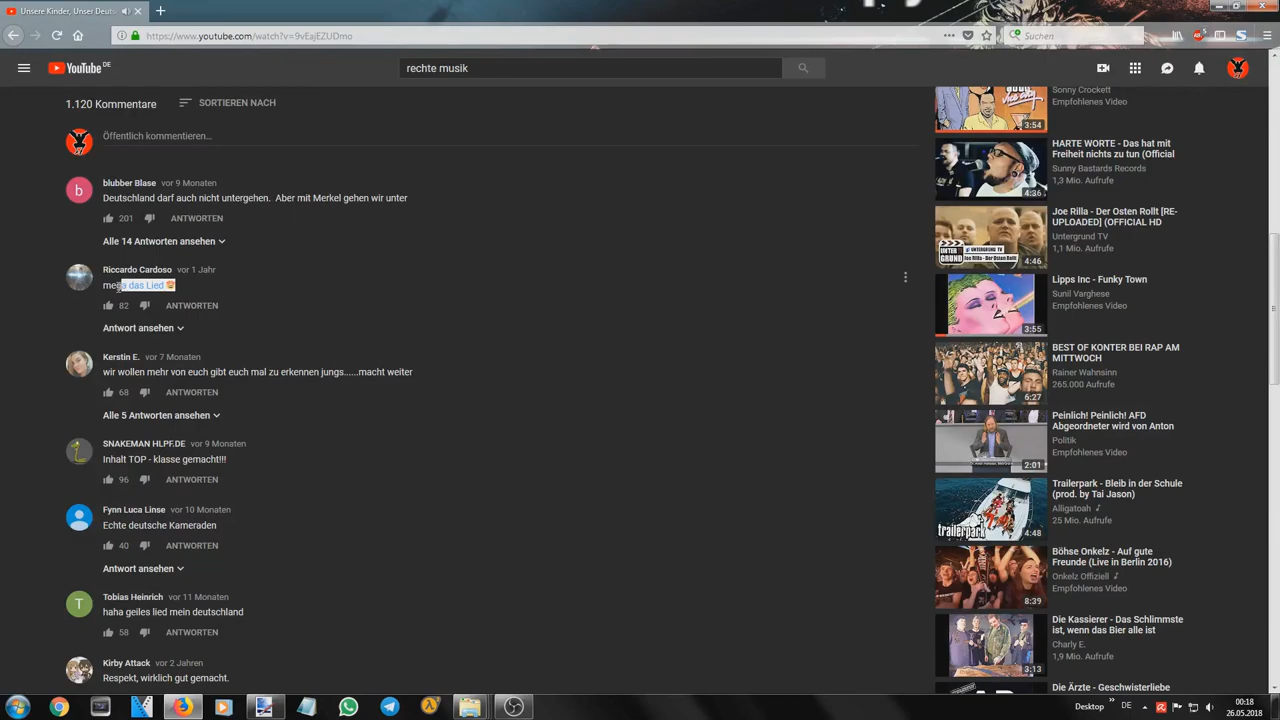 Unsere Kinder, Unser Deuts
https://www.youtube.com/watch?v=9vEajEZUDmo
Suchen
YouTube DE
rechte musik
1.120 Kommentare
SORTIEREN NACH
Öffentlich kommentieren...
blubber Blase vor 9 Monaten
Deutschland darf auch nicht untergehen. Aber mit Merkel gehen wir unter
201 ANTWORTEN
Alle 14 Antworten ansehen
Riccardo Cardoso vor 1 Jahr
mega das Lied
82 ANTWORTEN
Antwort ansehen
Kerstin E. vor 7 Monaten
wir wollen mehr von euch gibt euch mal zu erkennen jungs......macht weiter
68 ANTWORTEN
Alle 5 Antworten ansehen
SNAKEMAN HLPF.DE vor 9 Monaten
Inhalt TOP - klasse gemacht!!!
96 ANTWORTEN
Fynn Luca Linse vor 10 Monaten
Echte deutsche Kameraden
40 ANTWORTEN
Antwort ansehen
Tobias Heinrich vor 11 Monaten
haha geiles lied mein deutschland
58 ANTWORTEN
Kirby Attack vor 2 Jahren
Respekt, wirklich gut gemacht.
Sonny Crockett
Empfohlenes Video
3:54
HARTE WORTE - Das hat mit
Freiheit nichts zu tun (Official
Sunny Bastards Records
1,3 Mio. Aufrufe
4:36
Joe Rilla - Der Osten Rollt [RE-
UPLOADED] (OFFICIAL HD
Untergrund TV
1,1 Mio. Aufrufe
UNTER
GRUND
4:46
Lipps Inc - Funky Town
Sunil Varghese
Empfohlenes Video
3:55
BEST OF KONTER BEI RAP AM
MITTWOCH
Rainer Wahnsinn
265.000 Aufrufe
6:27
Peinlich! Peinlich! AFD
Abgeordneter wird von Anton
Politik
Empfohlenes Video
2:01
Trailerpark - Bleib in der Schule
(prod. by Tai Jason)
Alligatoah
25 Mio. Aufrufe
trailerpark
4:48
Böhse Onkelz - Auf gute
Freunde (Live in Berlin 2016)
Onkelz Offiziell
Empfohlenes Video
8:39
Die Kassierer - Das Schlimmste
ist, wenn das Bier alle ist
Charly E.
1,9 Mio. Aufrufe
3:13
Die Ärzte - Geschwisterliebe
Desktop
DE
00:18
26.05.2018